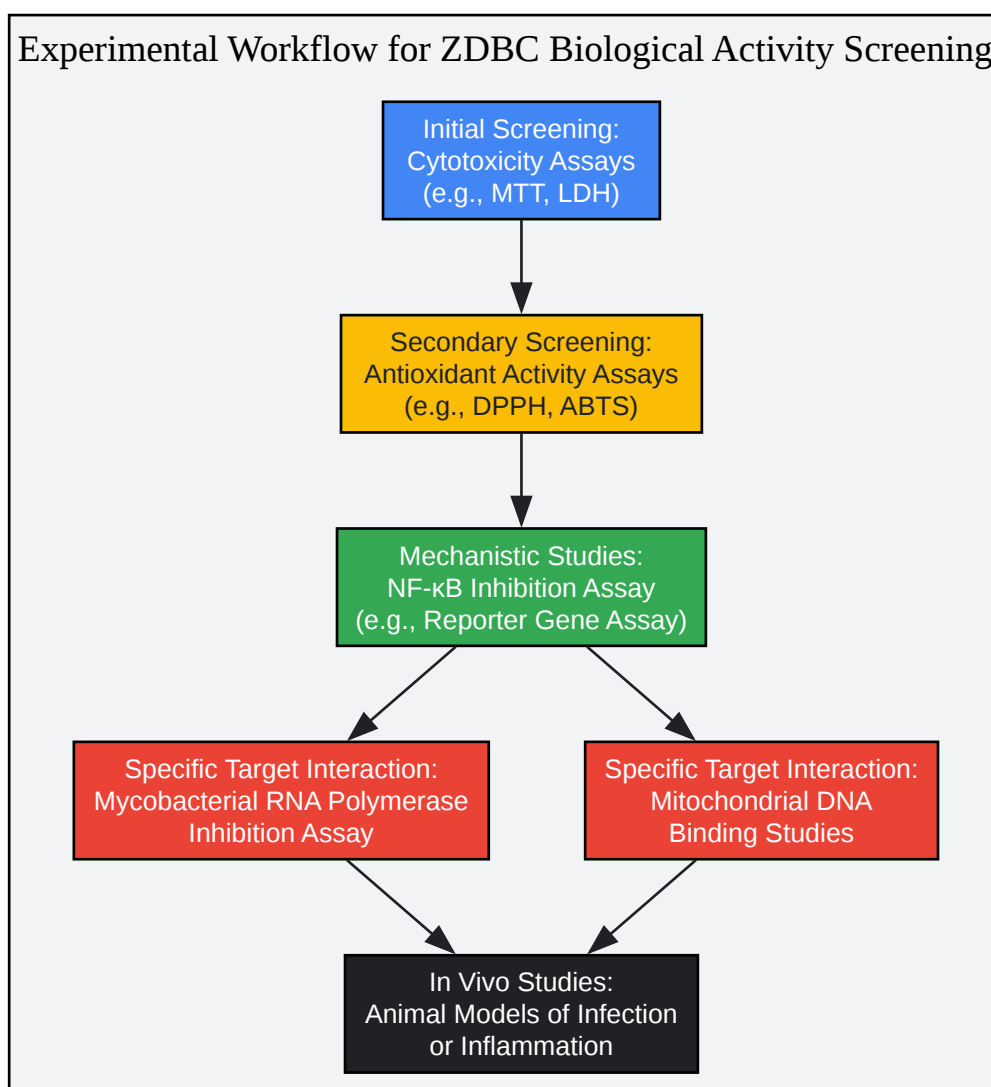 Experimental Workflow for ZDBC Biological Activity Screening
Initial Screening:
Cytotoxicity Assays
(e.g., MTT, LDH)
Secondary Screening:
Antioxidant Activity Assays
(e.g., DPPH, ABTS)
Mechanistic Studies:
NF-κB Inhibition Assay
(e.g., Reporter Gene Assay)
Specific Target Interaction:
Mycobacterial RNA Polymerase
Inhibition Assay
Specific Target Interaction:
Mitochondrial DNA
Binding Studies
In Vivo Studies:
Animal Models of Infection
or Inflammation